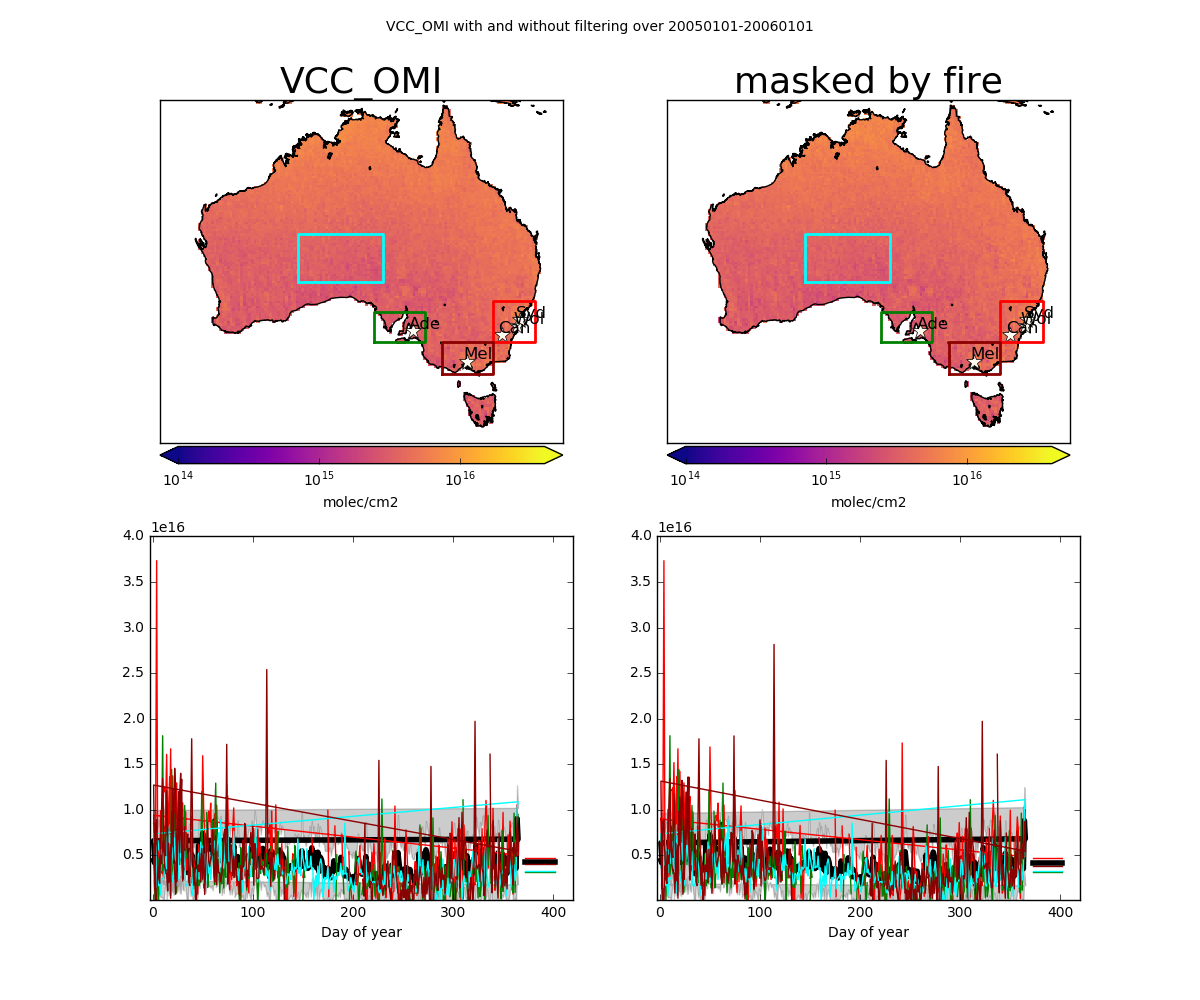 VCC_OMI with and without filtering over 20050101-20060101
VCC_OMI
masked by fire
Ade
Syd
Wol
Can
Mel
Ade
Syd
Wol
Can
Mel
10^14 10^15 10^16
molec/cm2
10^14 10^15 10^16
molec/cm2
1e16
4.0
3.5
3.0
2.5
2.0
1.5
1.0
0.5
0 100 200 300 400
Day of year
1e16
4.0
3.5
3.0
2.5
2.0
1.5
1.0
0.5
0 100 200 300 400
Day of year